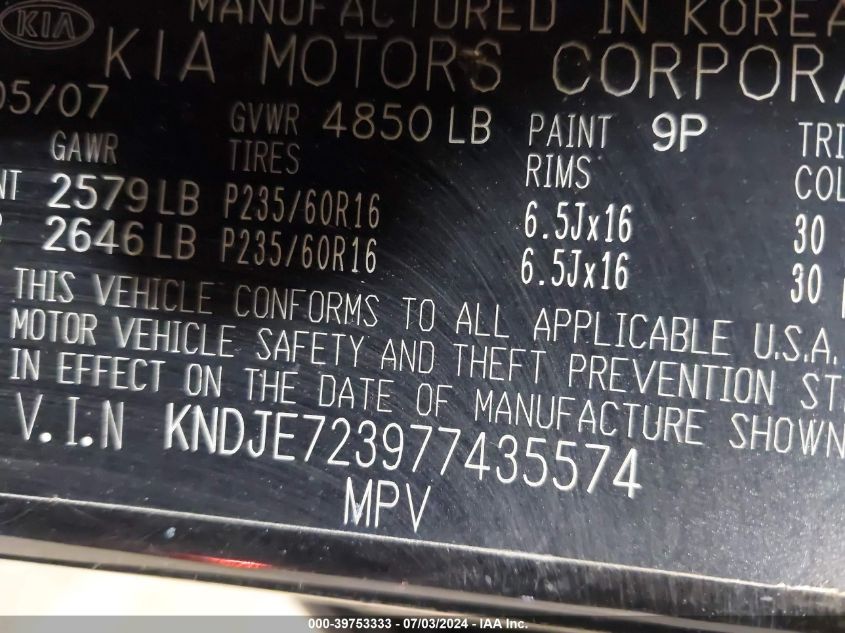 MANUFACTURED IN KOREA
KIA KIA MOTORS CORPORA
05/07 GVWR 4850 LB PAINT 9P TRI
GAWR TIRES RIMS COL
NT 2579 LB P235/60R16 6.5Jx16 30
R 2646 LB P235/60R16 6.5Jx16 30
THIS VEHICLE CONFORMS TO ALL APPLICABLE U.S.A.
MOTOR VEHICLE SAFETY AND THEFT PREVENTION ST
IN EFFECT ON THE DATE OF MANUFACTURE SHOWN
V.I.N KNDJE723977435574
MPV
000-39753333 - 07/03/2024 - IAA Inc.